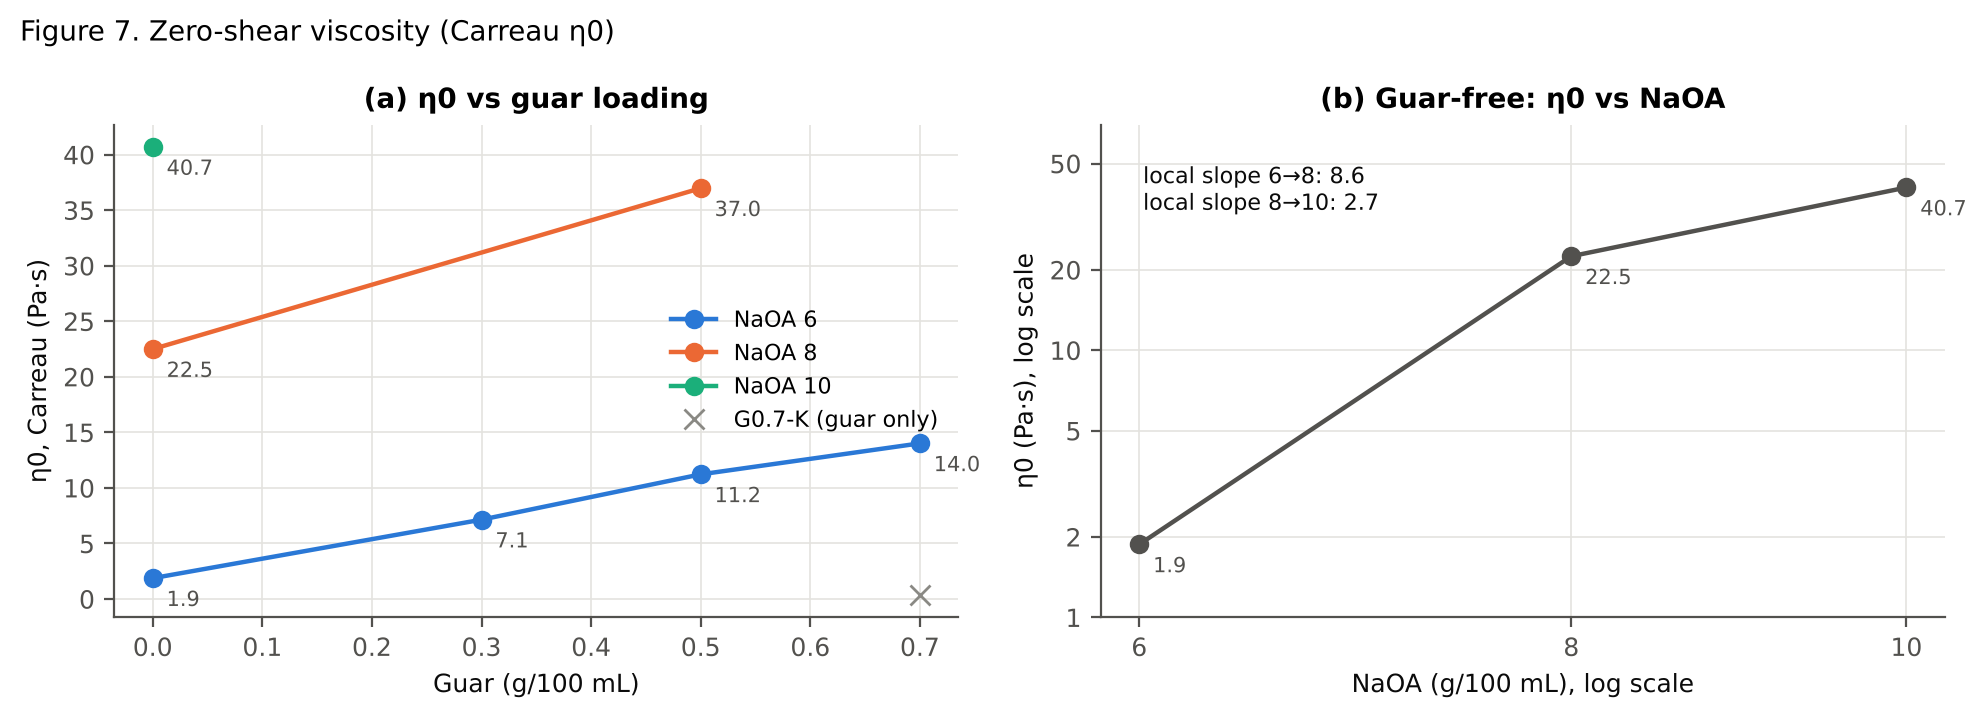 Figure 7. Zero-shear viscosity (Carreau η0)
(a) η0 vs guar loading
η0, Carreau (Pa·s)
40
35
30
25
20
15
10
5
0
40.7
37.0
22.5
14.0
11.2
7.1
1.9
NaOA 6
NaOA 8
NaOA 10
G0.7-K (guar only)
0.0 0.1 0.2 0.3 0.4 0.5 0.6 0.7
Guar (g/100 mL)
(b) Guar-free: η0 vs NaOA
η0 (Pa·s), log scale
50
20
10
5
2
1
local slope 6→8: 8.6
local slope 8→10: 2.7
40.7
22.5
1.9
6 8 10
NaOA (g/100 mL), log scale